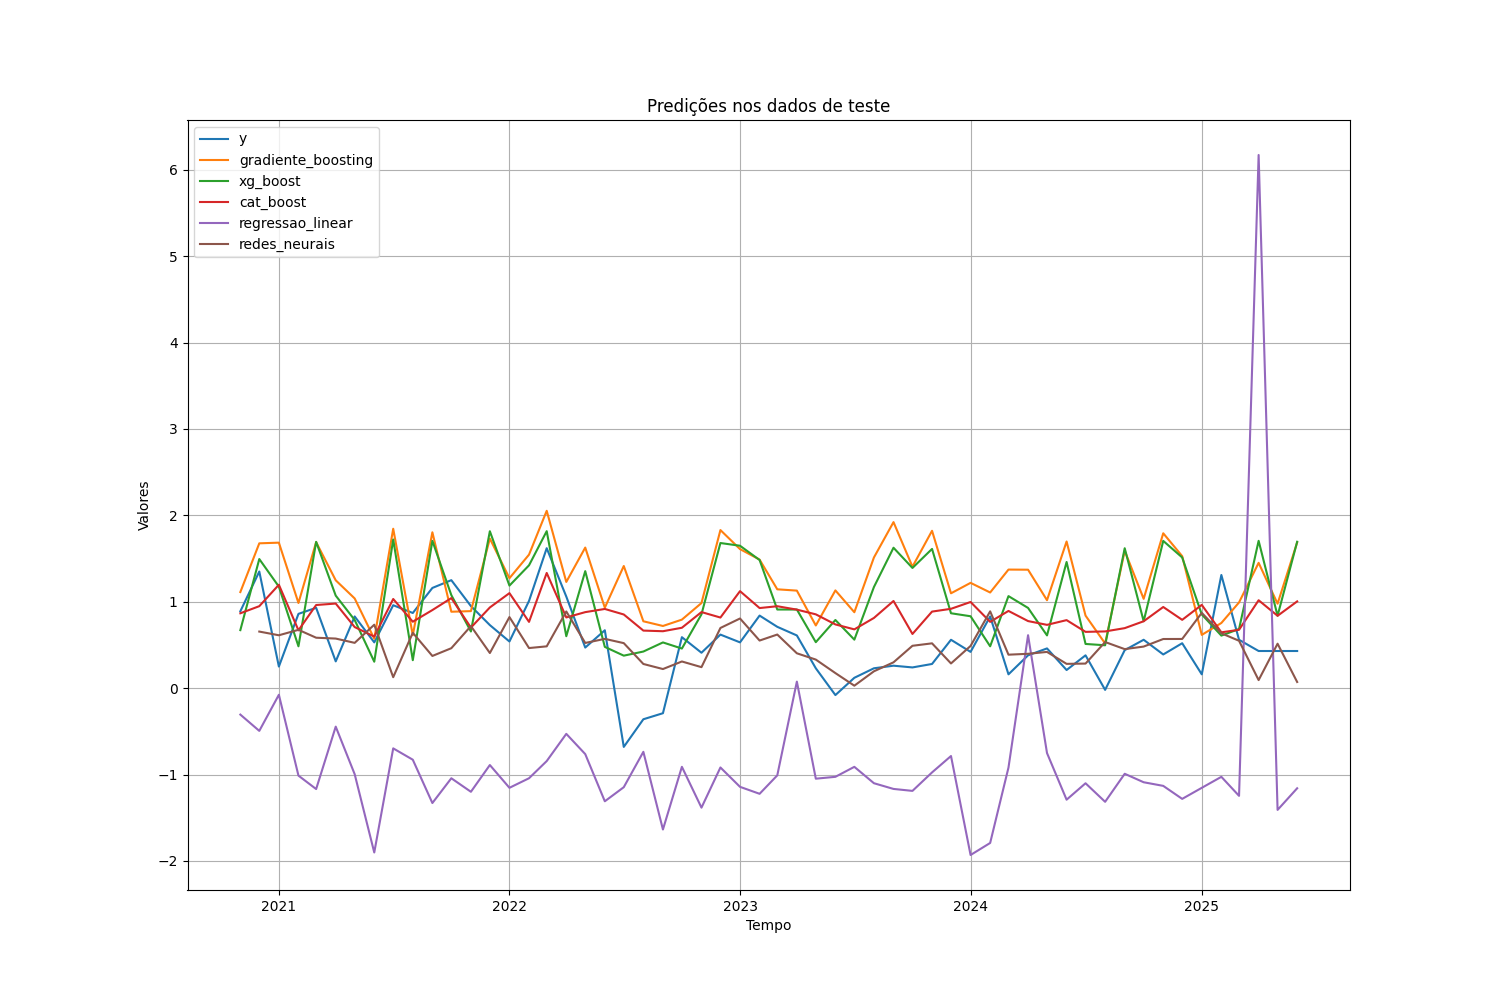 Predições nos dados de teste
y
gradiente_boosting
xg_boost
cat_boost
regressao_linear
redes_neurais
6
5
4
3
2
1
0
−1
−2
Valores
2021
2022
2023
2024
2025
Tempo